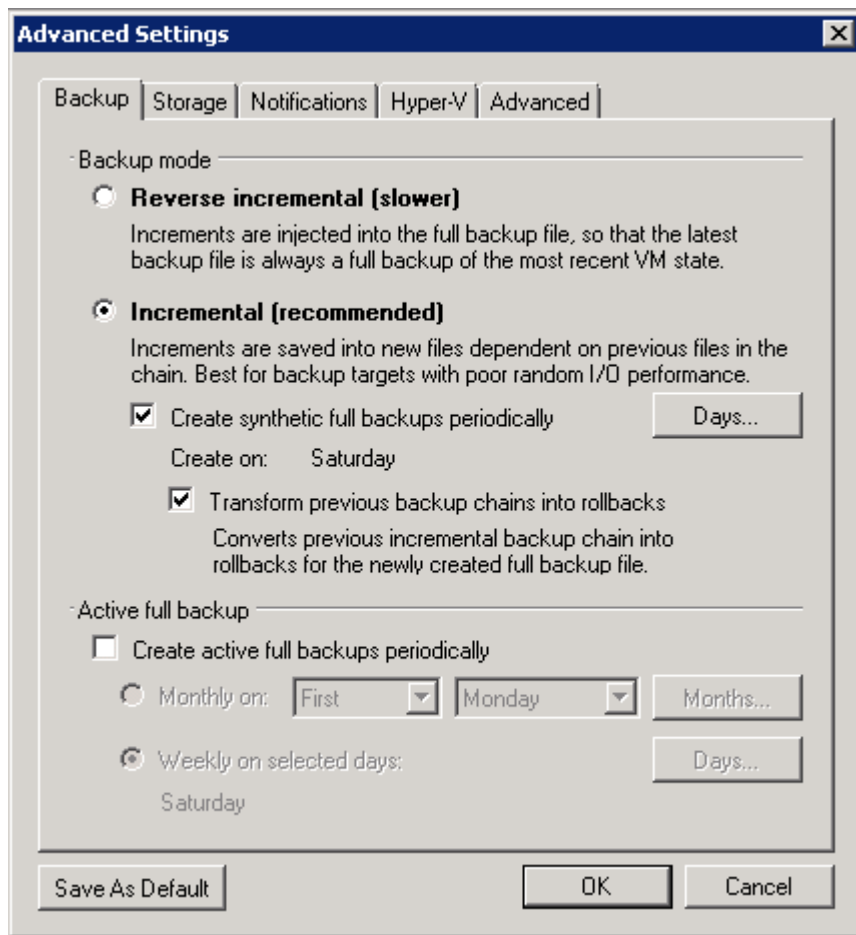 Advanced Settings
Backup Storage Notifications Hyper-V Advanced
Backup mode
Reverse incremental (slower)
Increments are injected into the full backup file, so that the latest
backup file is always a full backup of the most recent VM state.
Incremental (recommended)
Increments are saved into new files dependent on previous files in the
chain. Best for backup targets with poor random I/O performance.
Create synthetic full backups periodically Days...
Create on: Saturday
Transform previous backup chains into rollbacks
Converts previous incremental backup chain into
rollbacks for the newly created full backup file.
Active full backup
Create active full backups periodically
Monthly on: First Monday Months...
Weekly on selected days: Days...
Saturday
Save As Default OK Cancel